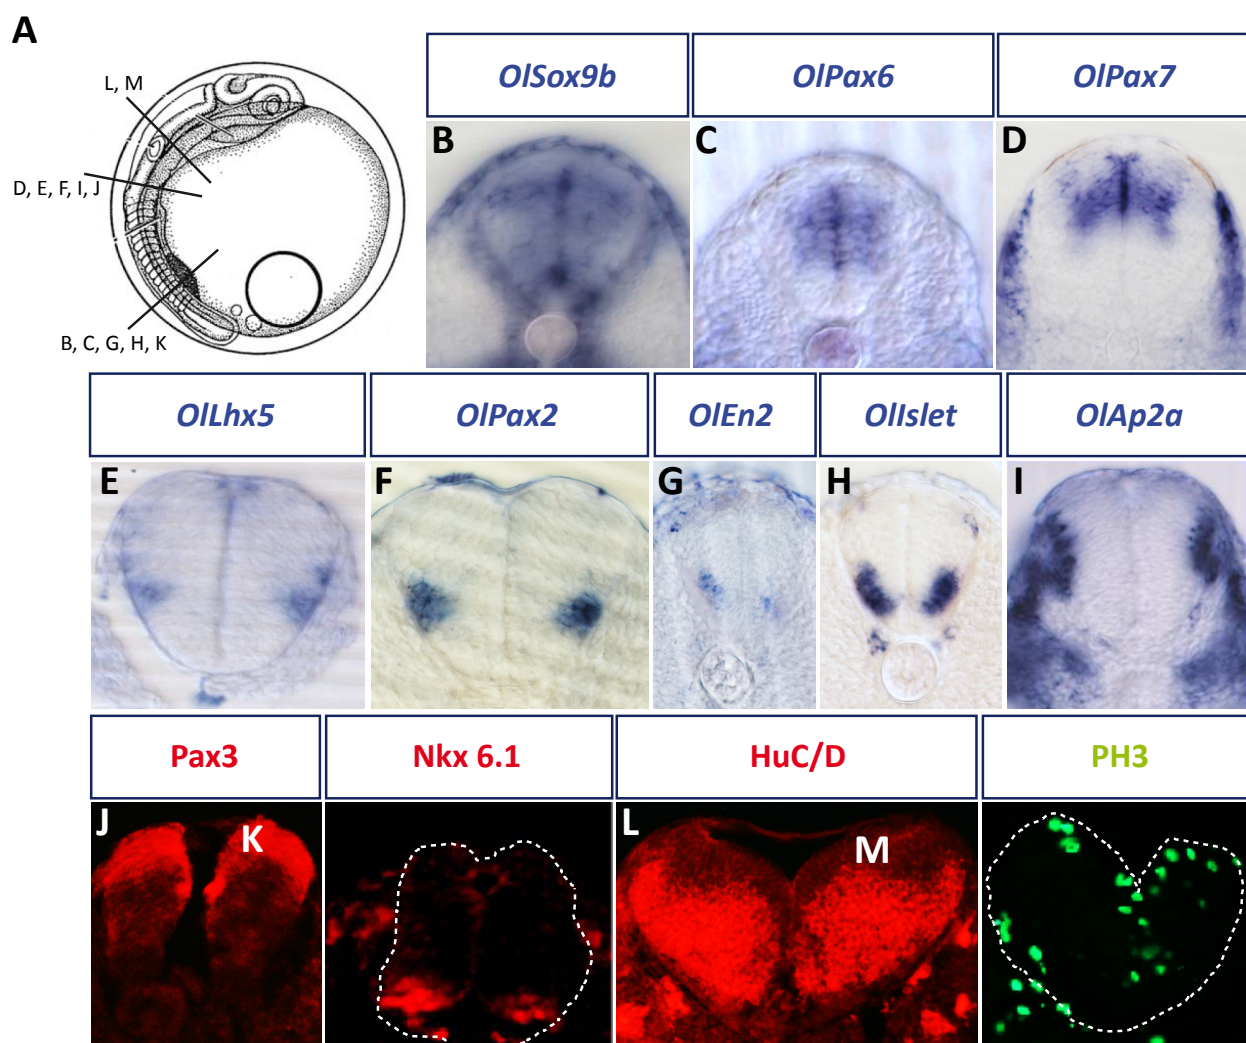 A
L, M
D, E, F, I, J
B, C, G, H, K
OlSox9b
OlPax6
OlPax7
B
C
D
OlLhx5
OlPax2
OlEn2
OlIslet
OlAp2a
E
F
G
H
I
Pax3
Nkx 6.1
HuC/D
PH3
J
K
L
M